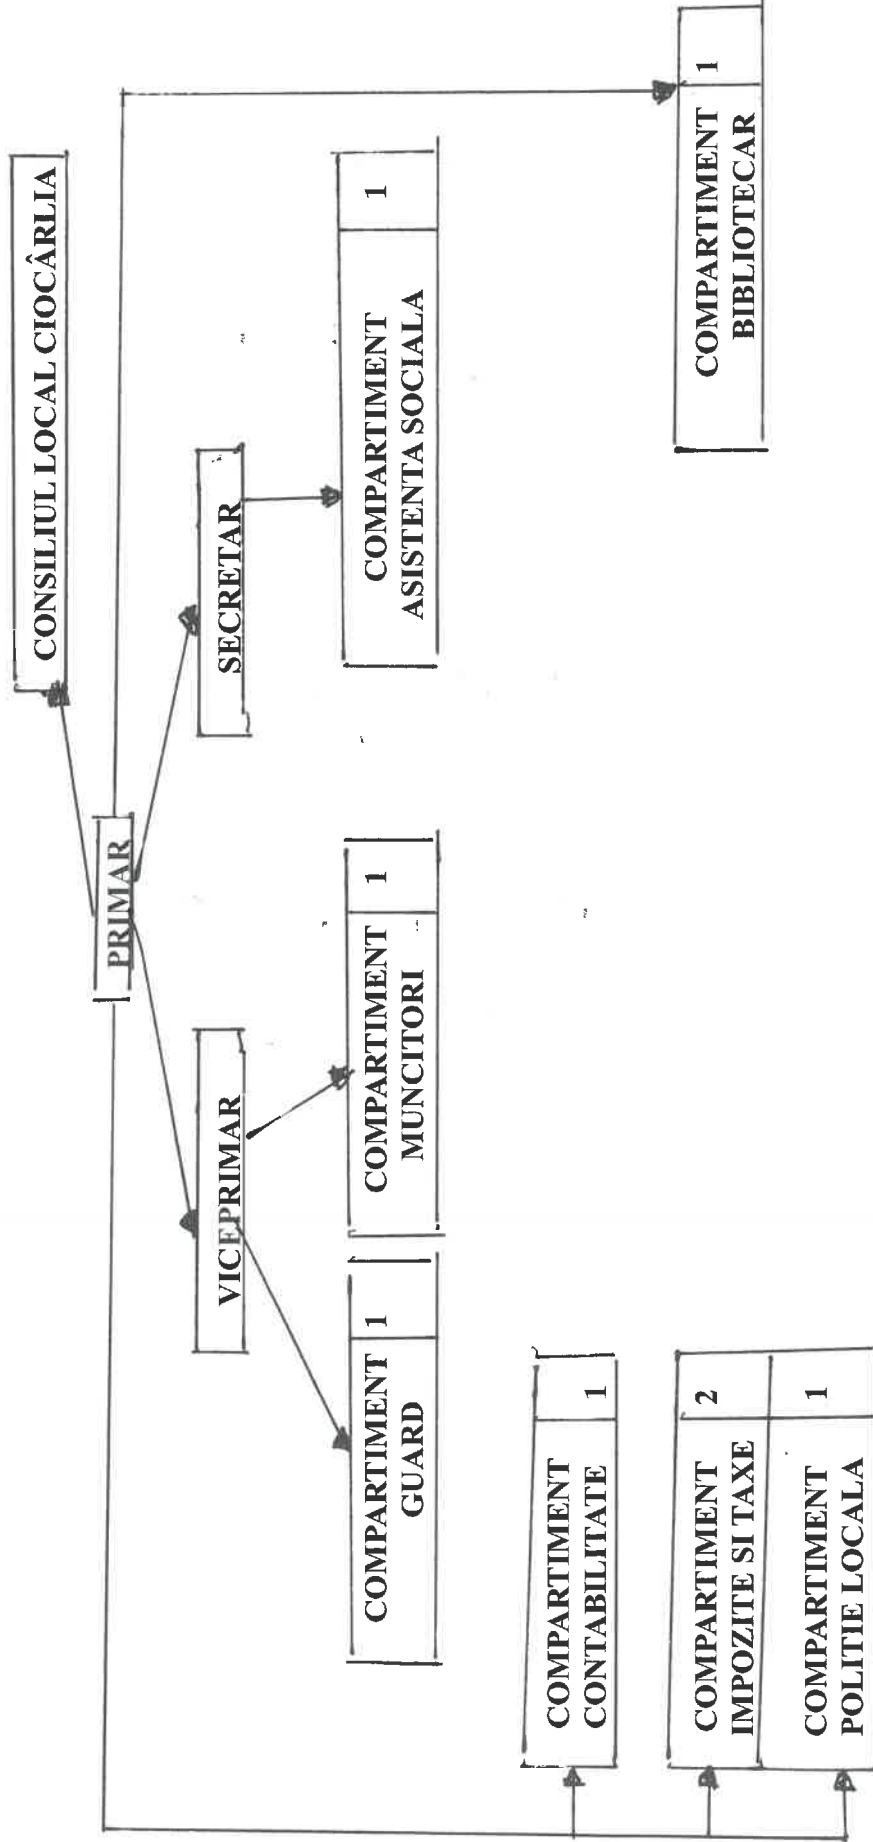 CONSILIUL LOCAL CIOCÂRLIA
PRIMAR
VICEPRIMAR
SECRETAR
COMPARTIMENT
GUARD
1
COMPARTIMENT
MUNCITORI
1
COMPARTIMENT
ASISTENTA SOCIALA
1
COMPARTIMENT
CONTABILITATE
1
COMPARTIMENT
IMPOZITE SI TAXE
2
COMPARTIMENT
POLITIE LOCALA
1
COMPARTIMENT
BIBLIOTECAR
1